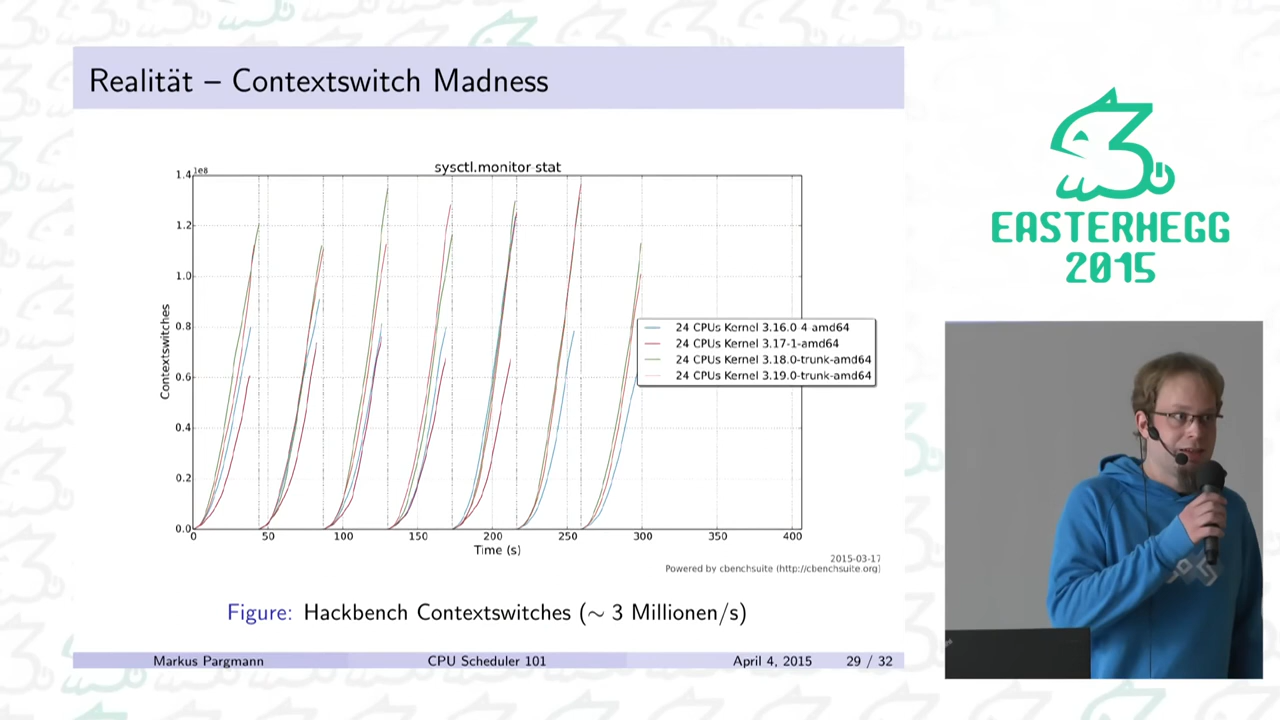 Realität – Contextswitch Madness
sysctl.monitor stat
1e8
1.4
1.2
1.0
0.8
0.6
0.4
0.2
0.0
Contextswitches
0 50 100 150 200 250 300 350 400
Time (s)
24 CPUs Kernel 3.16.0-4-amd64
24 CPUs Kernel 3.17-1-amd64
24 CPUs Kernel 3.18.0-trunk-amd64
24 CPUs Kernel 3.19.0-trunk-amd64
2015-03-17
Powered by cbenchsuite (http://cbenchsuite.org)
Figure: Hackbench Contextswitches (∼ 3 Millionen/s)
Markus Pargmann CPU Scheduler 101 April 4, 2015 29 / 32
EASTERHEGG
2015